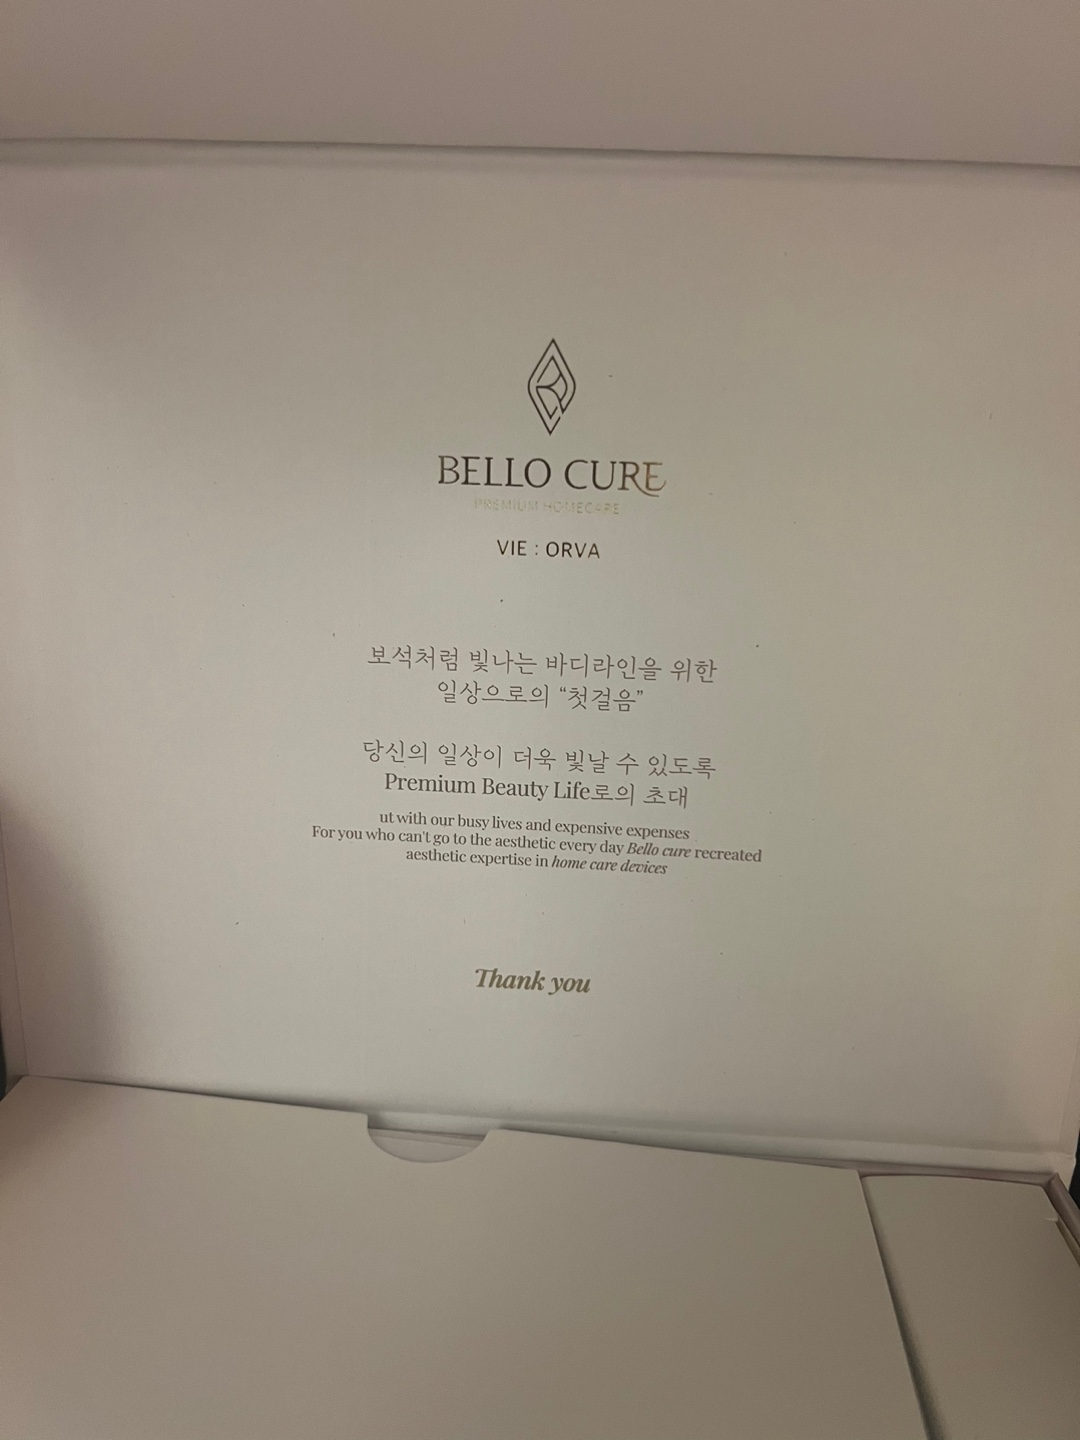 BELLO CURE
PREMIUM HOMECARE
VIE : ORVA
보석처럼 빛나는 바디라인을 위한
일상으로의 “첫걸음”
당신의 일상이 더욱 빛날 수 있도록
Premium Beauty Life로의 초대
ut with our busy lives and expensive expenses
For you who can't go to the aesthetic every day Bello cure recreated
aesthetic expertise in home care devices
Thank you